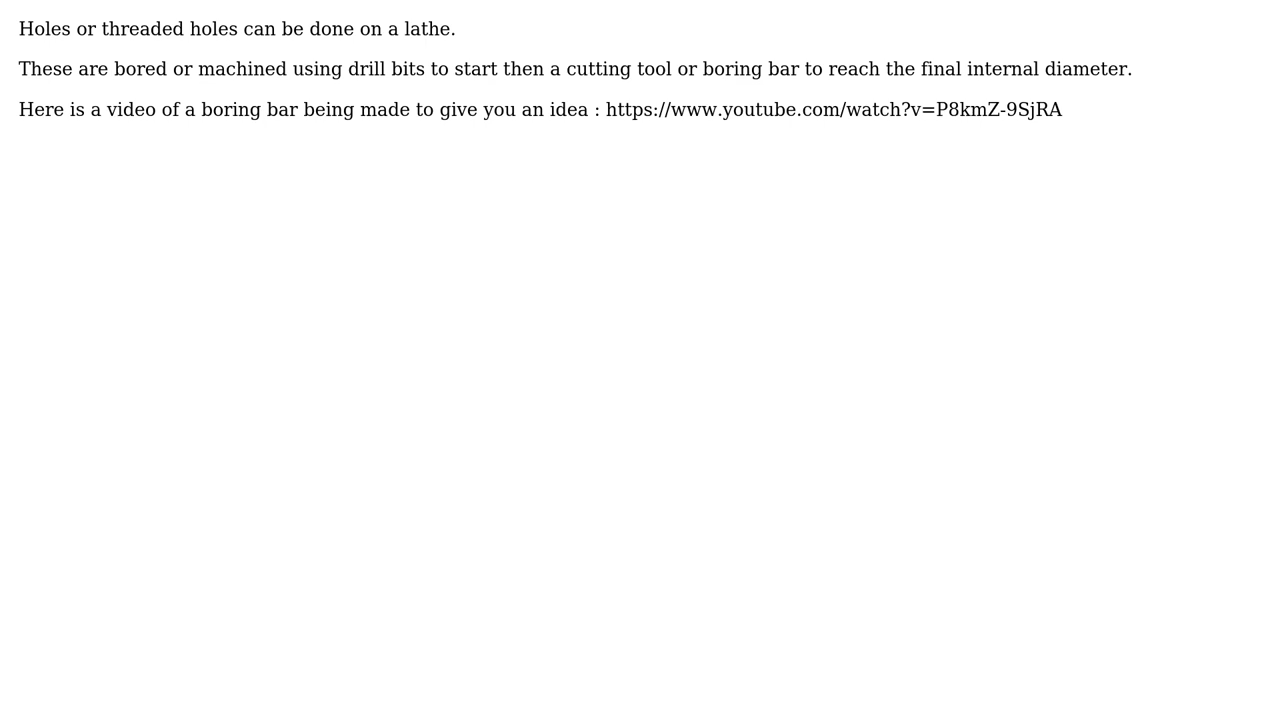 Holes or threaded holes can be done on a lathe.
These are bored or machined using drill bits to start then a cutting tool or boring bar to reach the final internal diameter.
Here is a video of a boring bar being made to give you an idea : https://www.youtube.com/watch?v=P8kmZ-9SjRA